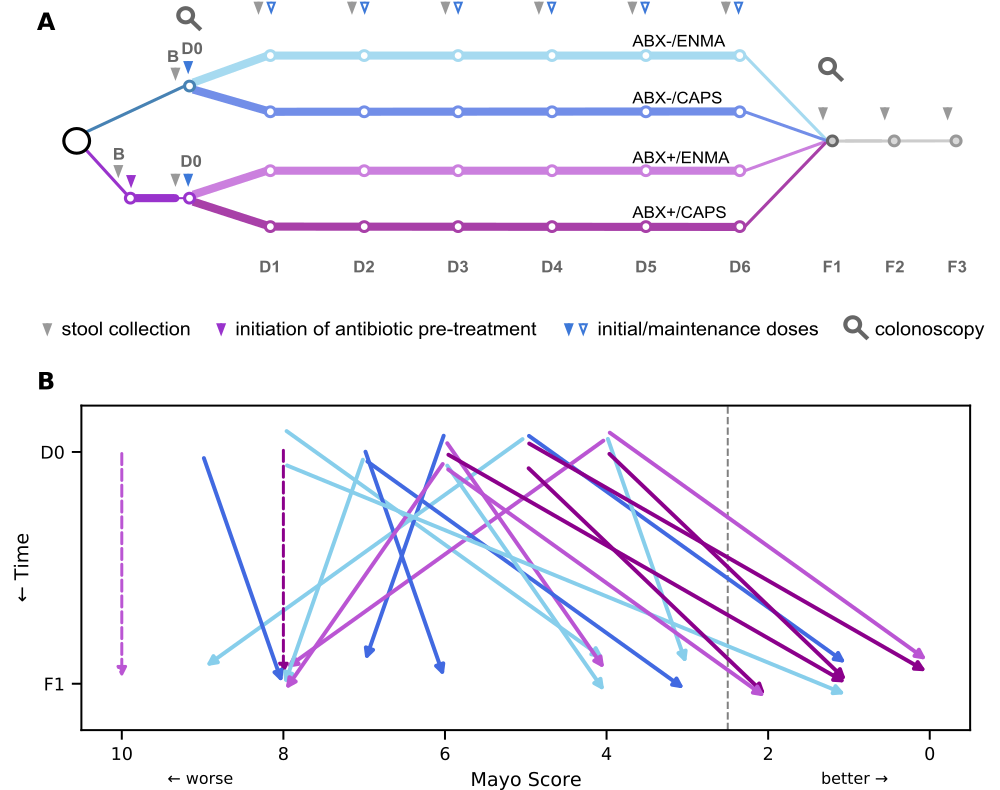 A
B D0
ABX-/ENMA
ABX-/CAPS
B D0
ABX+/ENMA
ABX+/CAPS
D1 D2 D3 D4 D5 D6 F1 F2 F3
stool collection initiation of antibiotic pre-treatment initial/maintenance doses colonoscopy
B
D0
← Time
F1
10 8 6 4 2 0
← worse Mayo Score better →